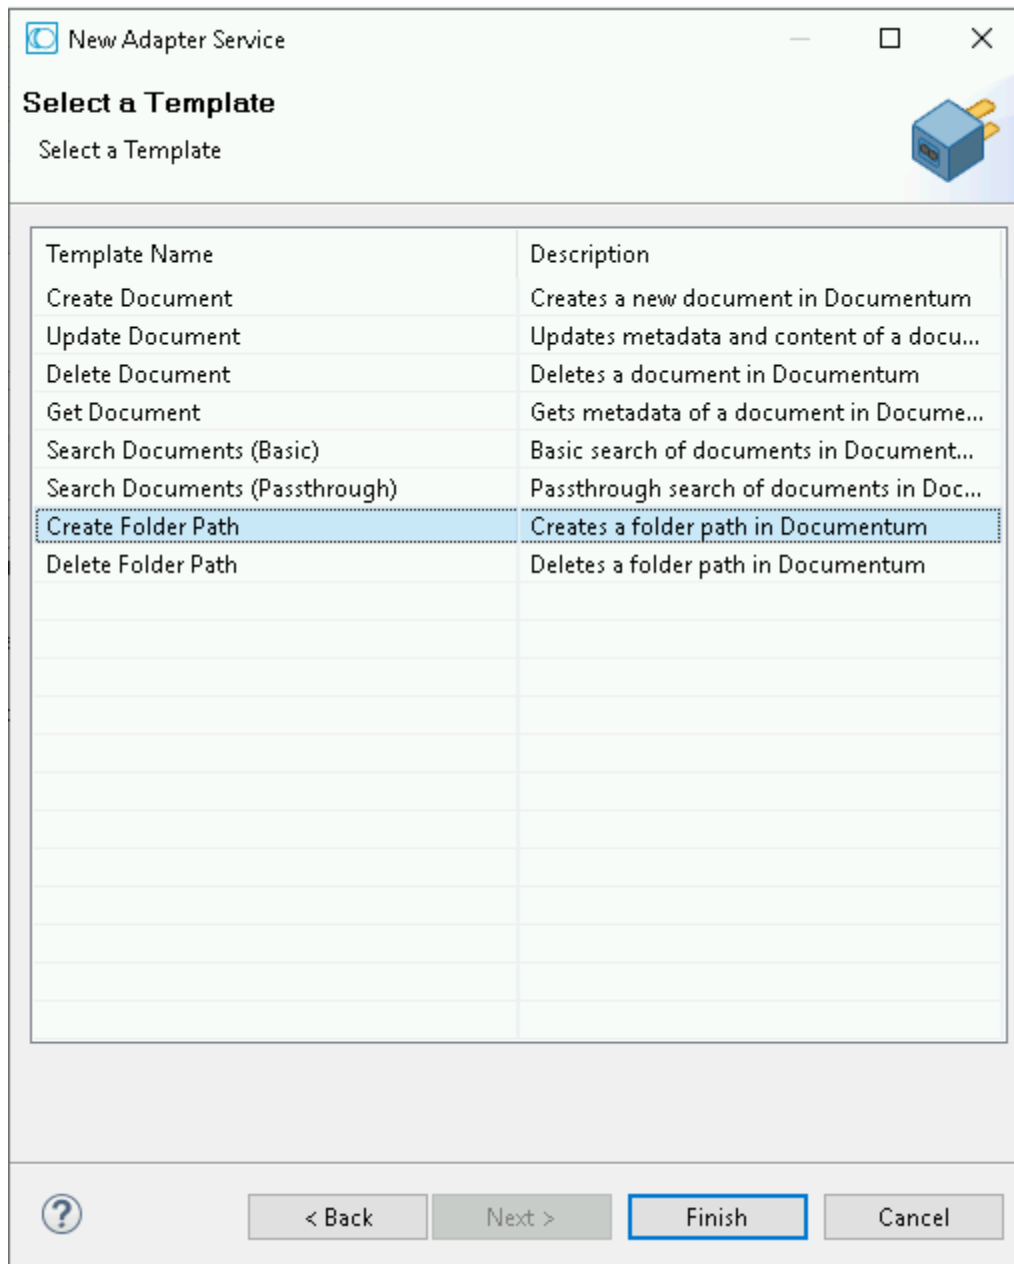 New Adapter Service
Select a Template
Select a Template
Template Name Description
Create Document Creates a new document in Documentum
Update Document Updates metadata and content of a docu...
Delete Document Deletes a document in Documentum
Get Document Gets metadata of a document in Docume...
Search Documents (Basic) Basic search of documents in Document...
Search Documents (Passthrough) Passthrough search of documents in Doc...
Create Folder Path Creates a folder path in Documentum
Delete Folder Path Deletes a folder path in Documentum
? < Back Next > Finish Cancel